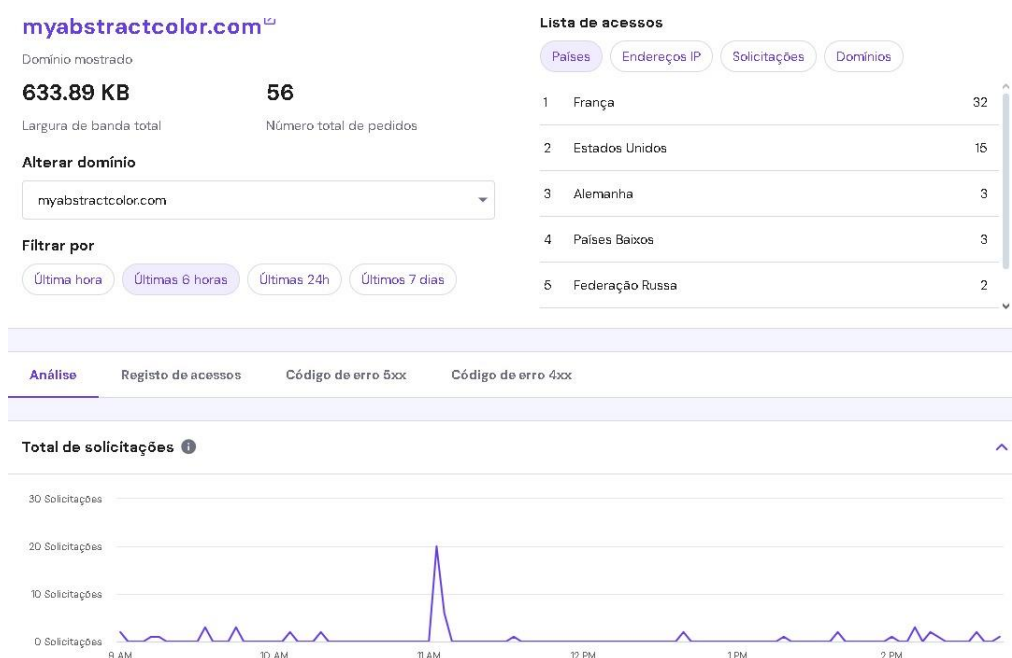 myabstractcolor.com
Domínio mostrado
633.89 KB
56
Largura de banda total
Número total de pedidos
Alterar domínio
myabstractcolor.com
Filtrar por
Última hora
Últimas 6 horas
Últimas 24h
Últimos 7 dias
Lista de acessos
Países
Endereços IP
Solicitações
Domínios
1 França 32
2 Estados Unidos 15
3 Alemanha 3
4 Países Baixos 3
5 Federação Russa 2
Análise
Registo de acessos
Código de erro 5xx
Código de erro 4xx
Total de solicitações
30 Solicitações
20 Solicitações
10 Solicitações
0 Solicitações
9 AM
10 AM
11 AM
12 PM
1 PM
2 PM